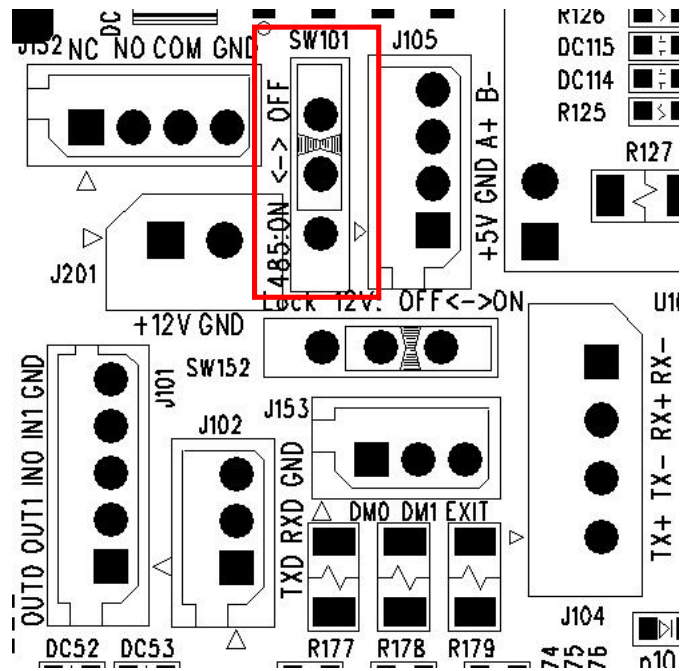 DC
R126
J152 NC NO COM GND
SW101
J105
DC115
DC114
R125
R127
485:ON <-> OFF
+5V GND A+ B-
J201
+12V GND
Lock 12V: OFF<->ON
SW152
J101
OUT0 OUT1 IN0 IN1 GND
J102
TXD RXD GND
J153
DM0 DM1 EXIT
TX+ TX- RX+ RX-
J104
DC52 DC53
R177 R178 R179